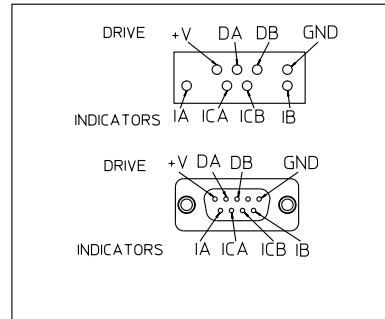 DRIVE +V DA DB GND
INDICATORS IA ICA ICB IB
DRIVE +V DA DB GND
INDICATORS IA ICA ICB IB